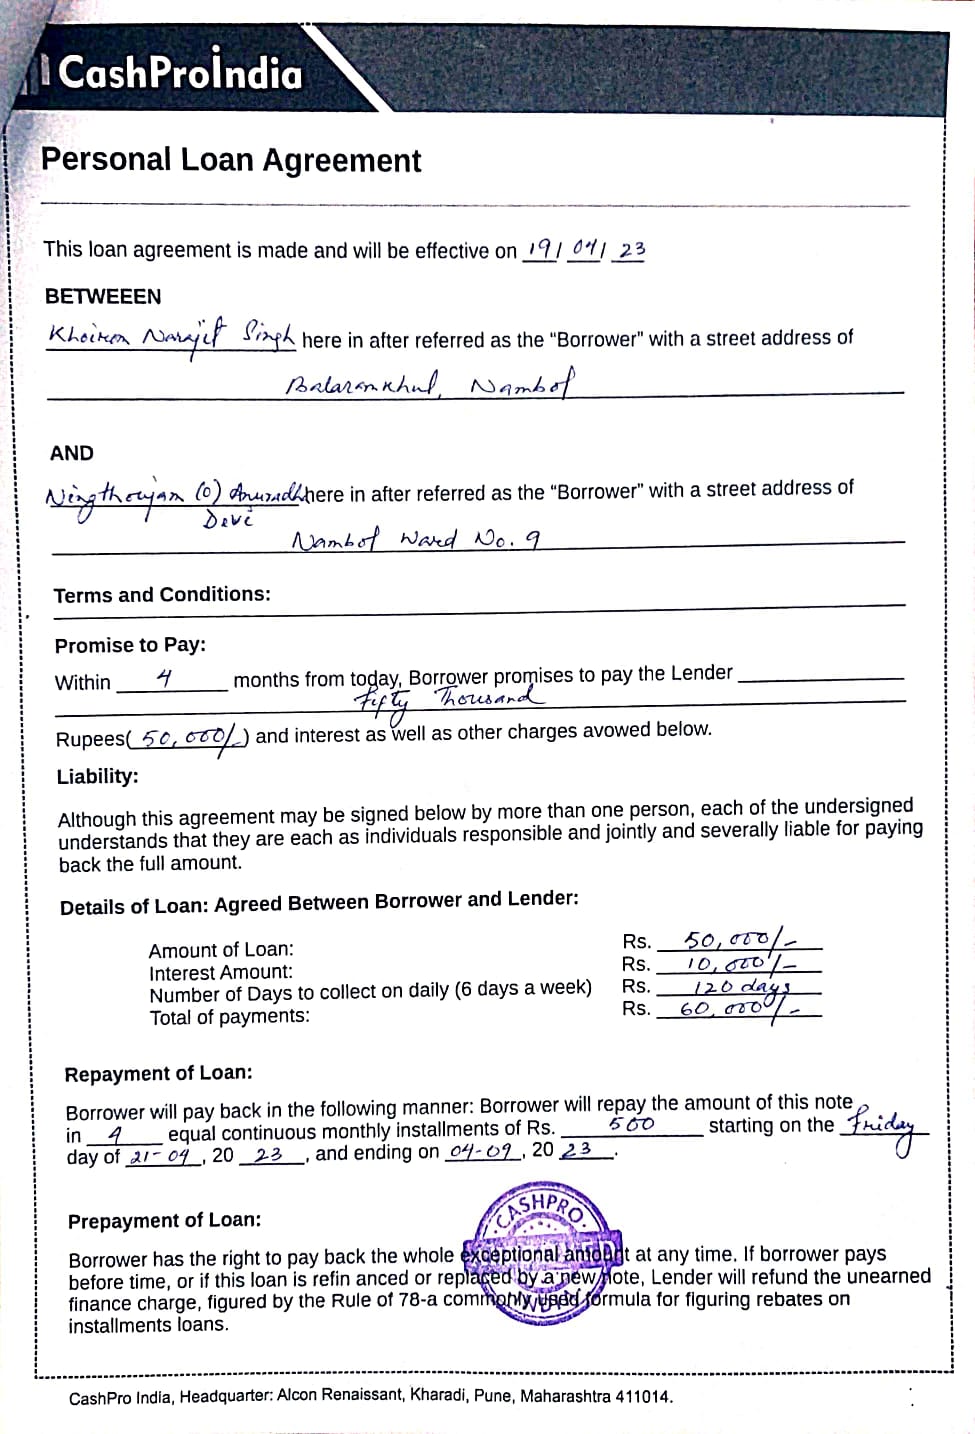 CashProIndia
Personal Loan Agreement
This loan agreement is made and will be effective on 19/ 04/ 23
BETWEEEN
Khoirom Narajit Singh here in after referred as the “Borrower” with a street address of
Balaramkhul, Nambol
AND
Ningthoujam (O) Anuradha here in after referred as the “Borrower” with a street address of
Devi
Nambol Ward No. 9
Terms and Conditions:
Promise to Pay:
Within 4 months from today, Borrower promises to pay the Lender
Fifty Thousand
Rupees( 50,000/-) and interest as well as other charges avowed below.
Liability:
Although this agreement may be signed below by more than one person, each of the undersigned
understands that they are each as individuals responsible and jointly and severally liable for paying
back the full amount.
Details of Loan: Agreed Between Borrower and Lender:
Amount of Loan: Rs. 50,000/-
Interest Amount: Rs. 10,000/-
Number of Days to collect on daily (6 days a week) Rs. 120 days
Total of payments: Rs. 60,000/-
Repayment of Loan:
Borrower will pay back in the following manner: Borrower will repay the amount of this note
in 4 equal continuous monthly installments of Rs. 500 starting on the Friday
day of 21-04, 20 23, and ending on 04-09, 20 23.
CASHPRO
Prepayment of Loan:
Borrower has the right to pay back the whole exceptional amount at any time. If borrower pays
before time, or if this loan is refin anced or replaced by a new note, Lender will refund the unearned
finance charge, figured by the Rule of 78-a commonly used formula for figuring rebates on
installments loans.
CashPro India, Headquarter: Alcon Renaissant, Kharadi, Pune, Maharashtra 411014.